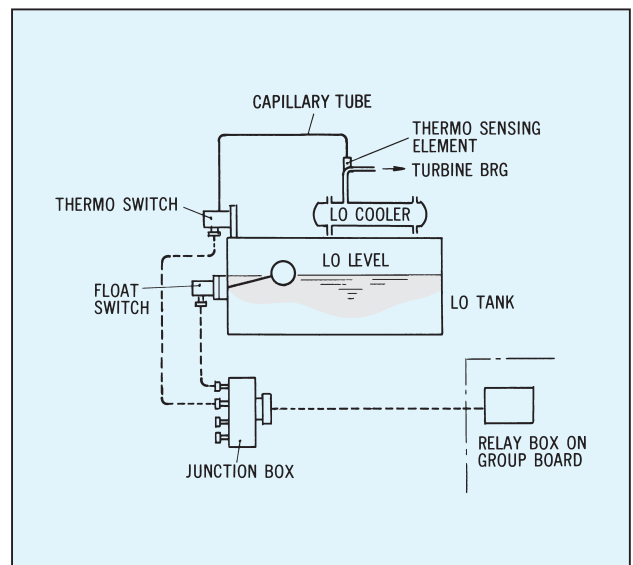 CAPILLARY TUBE
THERMO SENSING
ELEMENT
TURBINE BRG
THERMO SWITCH
LO COOLER
LO LEVEL
FLOAT
SWITCH
LO TANK
JUNCTION BOX
RELAY BOX ON
GROUP BOARD